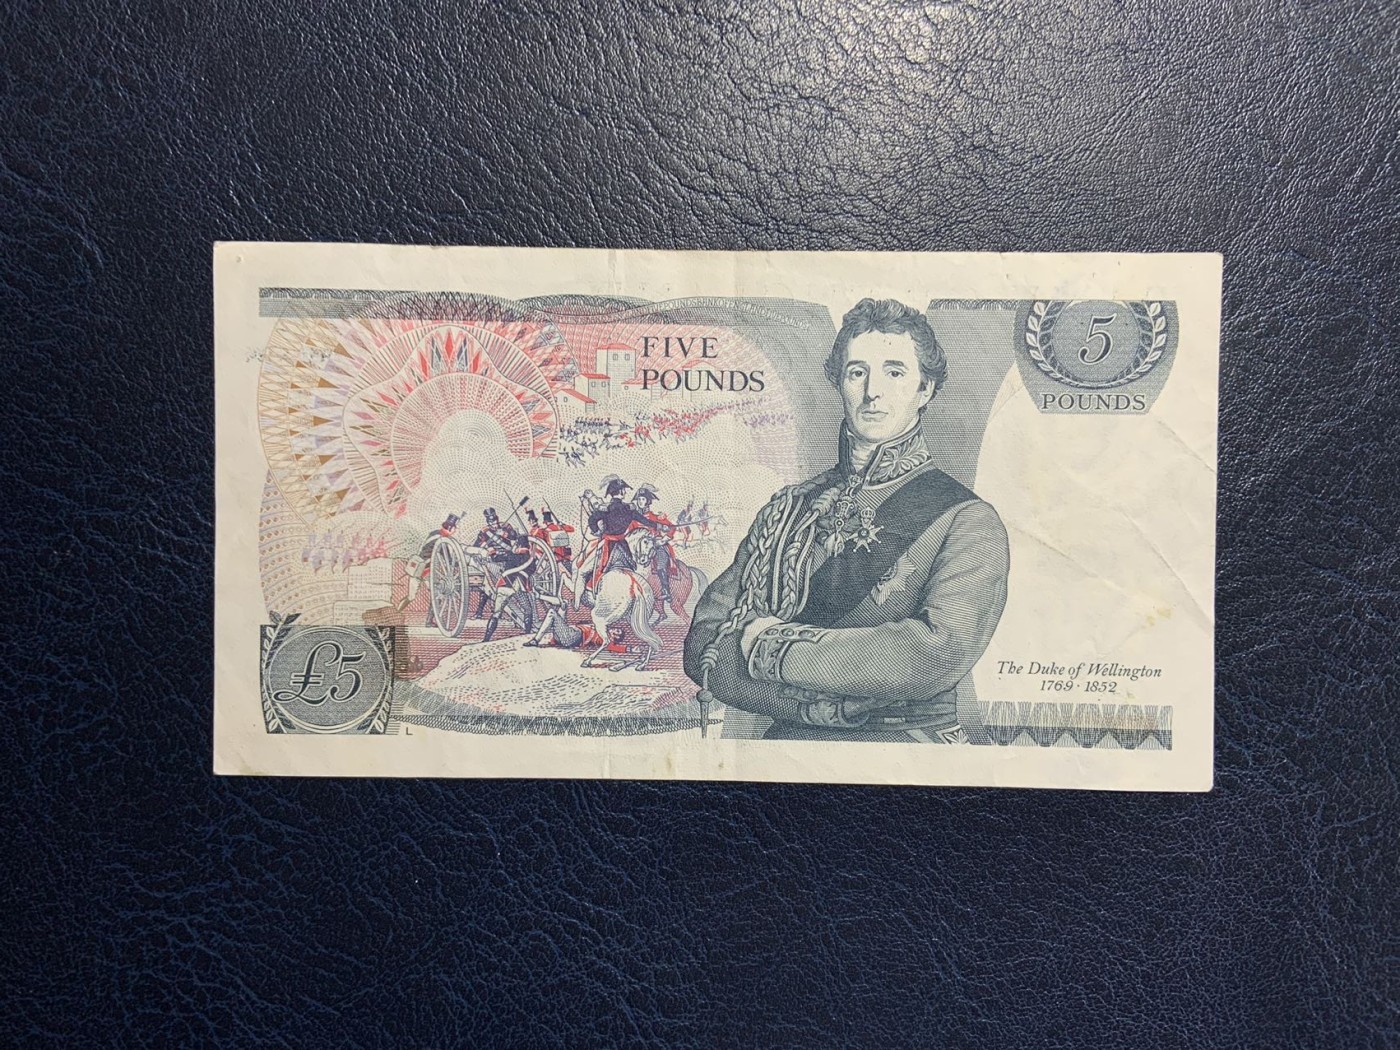 FIVE
POUNDS
5
POUNDS
The Duke of Wellington
1769 · 1852
£5
L